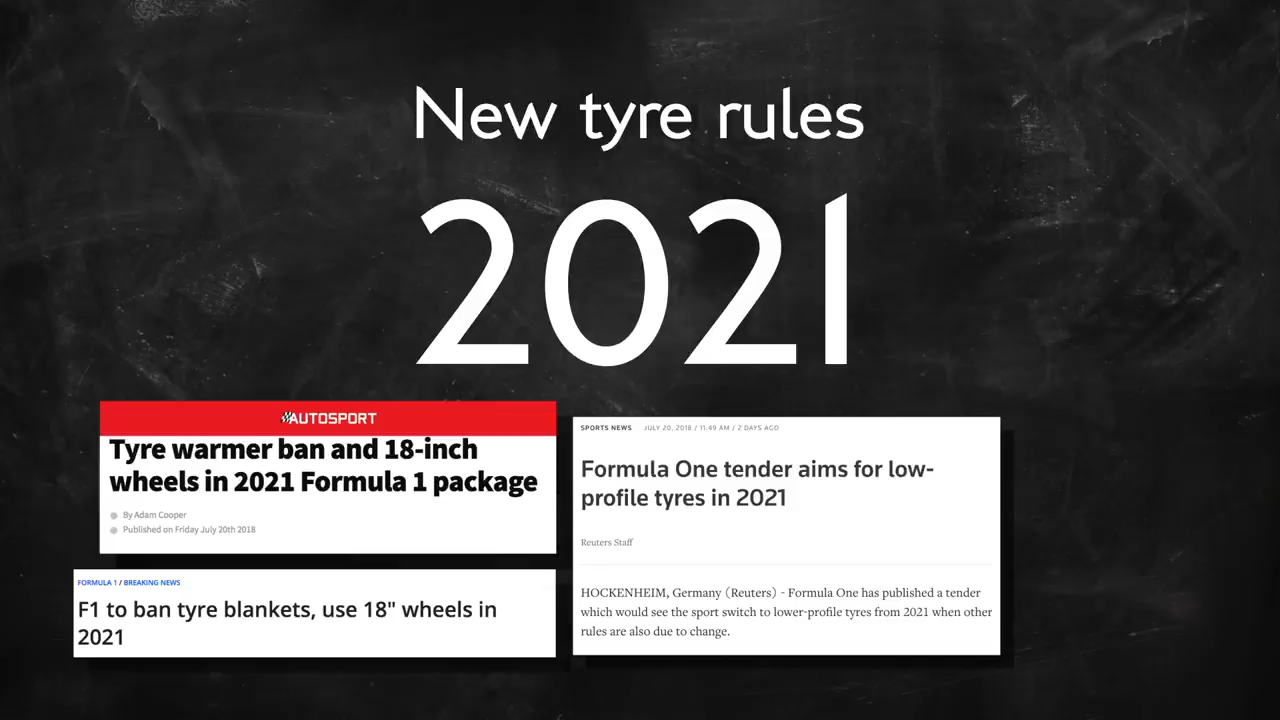 New tyre rules
2021
AUTOSPORT
Tyre warmer ban and 18-inch
wheels in 2021 Formula 1 package
By Adam Cooper
Published on Friday July 20th 2018
FORMULA 1 / BREAKING NEWS
F1 to ban tyre blankets, use 18" wheels in
2021
SPORTS NEWS JULY 20, 2018 / 11:49 AM / 2 DAYS AGO
Formula One tender aims for low-
profile tyres in 2021
Reuters Staff
HOCKENHEIM, Germany (Reuters) - Formula One has published a tender
which would see the sport switch to lower-profile tyres from 2021 when other
rules are also due to change.